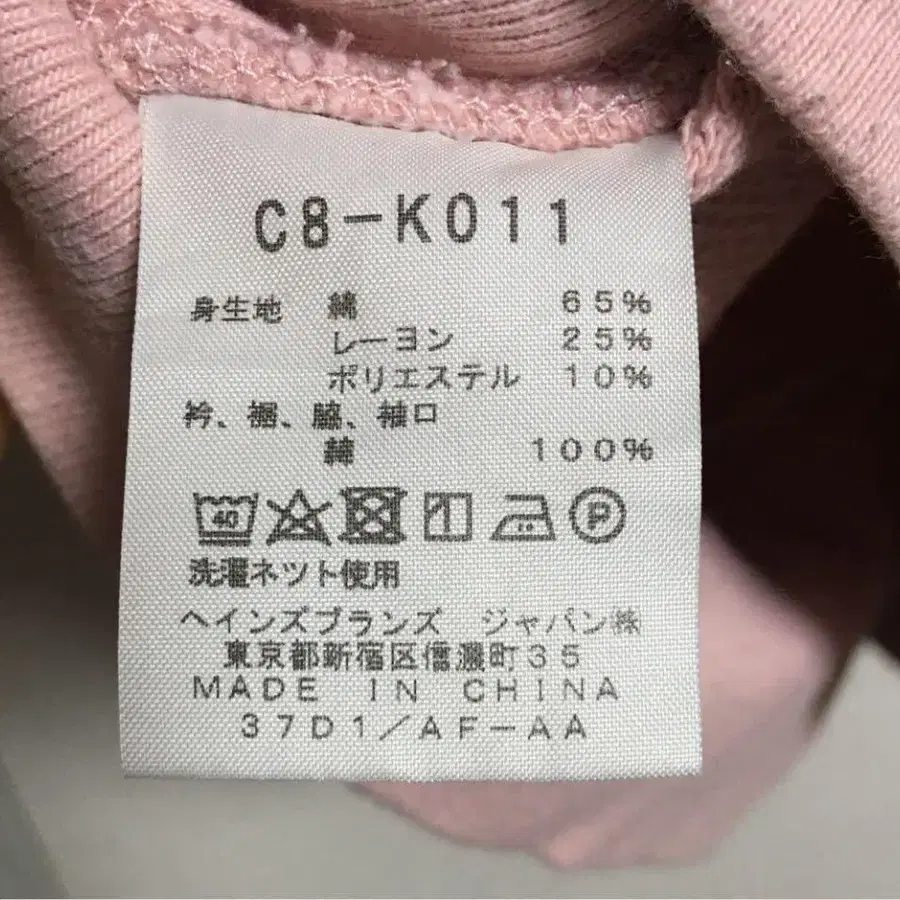 C8-K011
身生地 綿 65%
レーヨン 25%
ポリエステル 10%
衿、裾、脇、袖口
綿 100%
40 P
洗濯ネット使用
ヘインズブランズ ジャパン㈱
東京都新宿区信濃町35
MADE IN CHINA
37D1/AF-AA